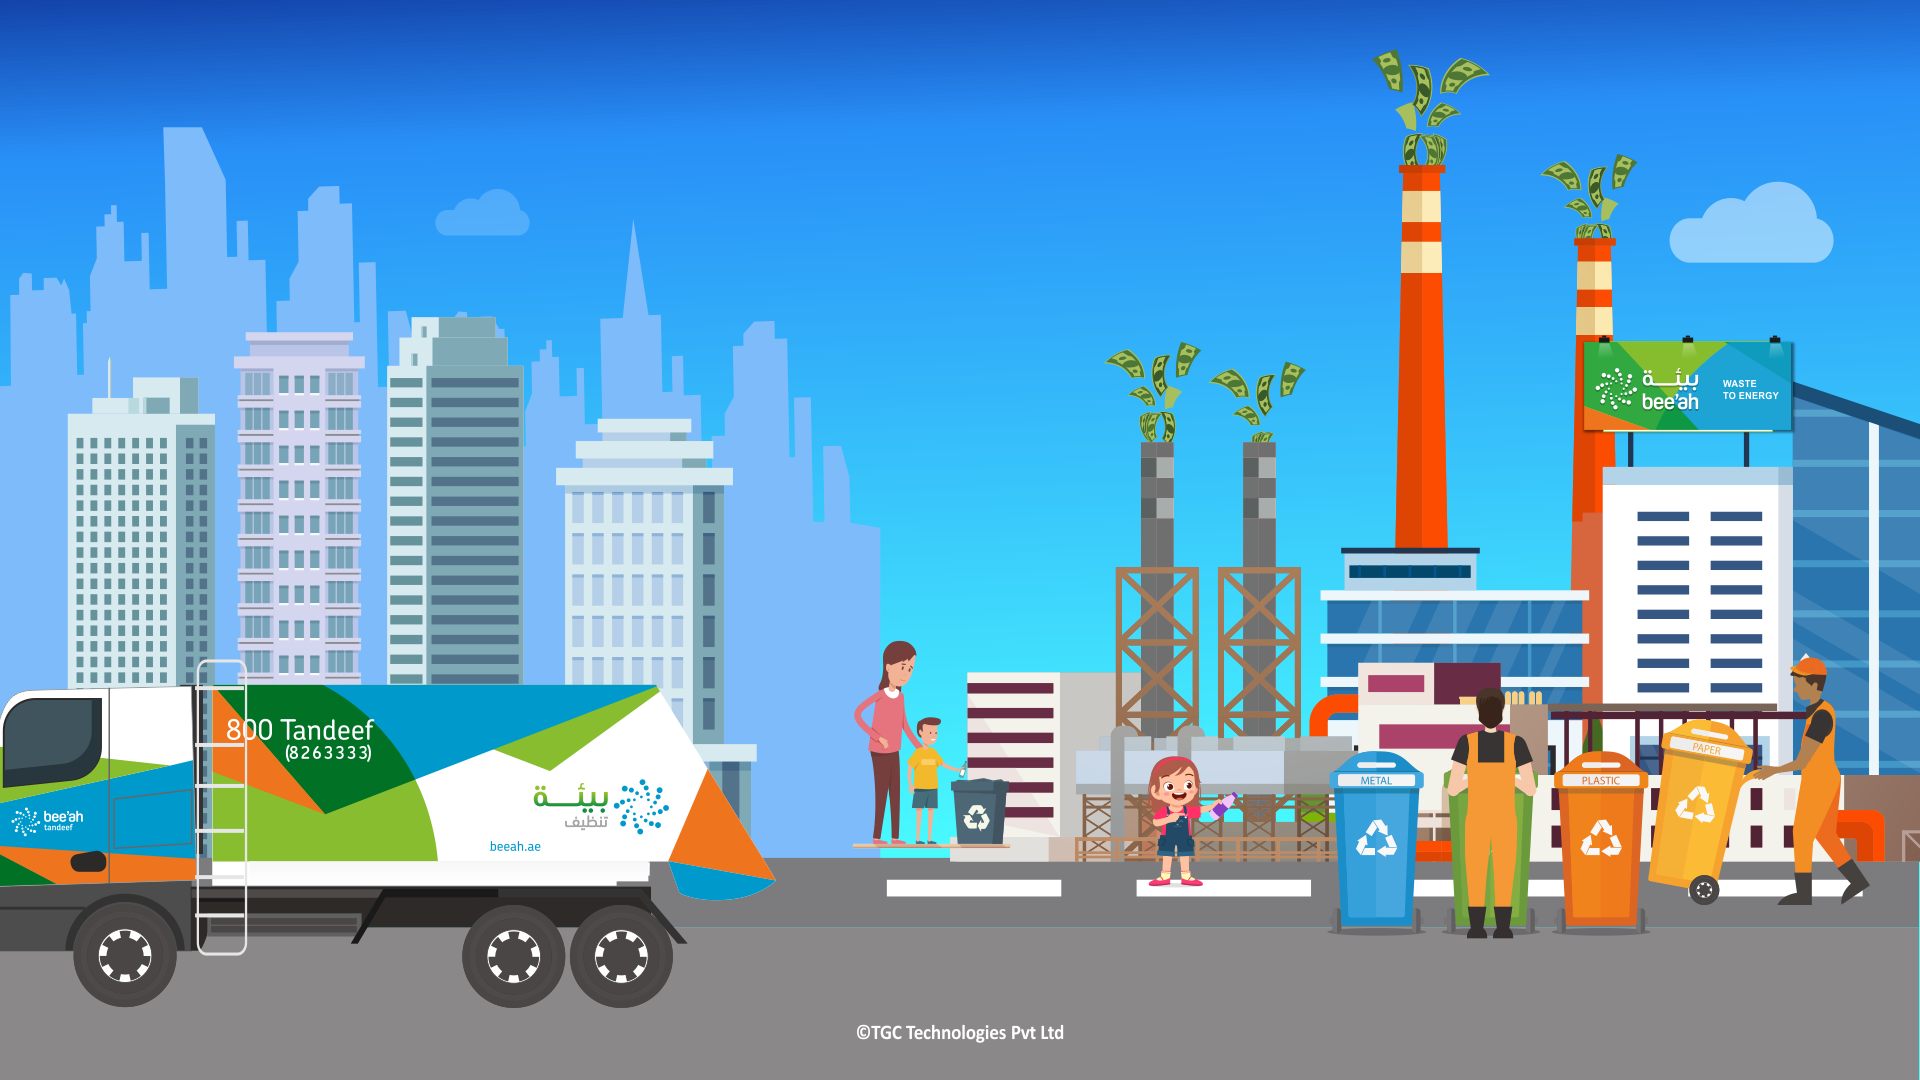 بيئة
bee'ah
WASTE
TO ENERGY
800 Tandeef
(8263333)
بيئة
تنظيف
beeah.ae
bee'ah
tandeef
PAPER
METAL
PLASTIC
©TGC Technologies Pvt Ltd